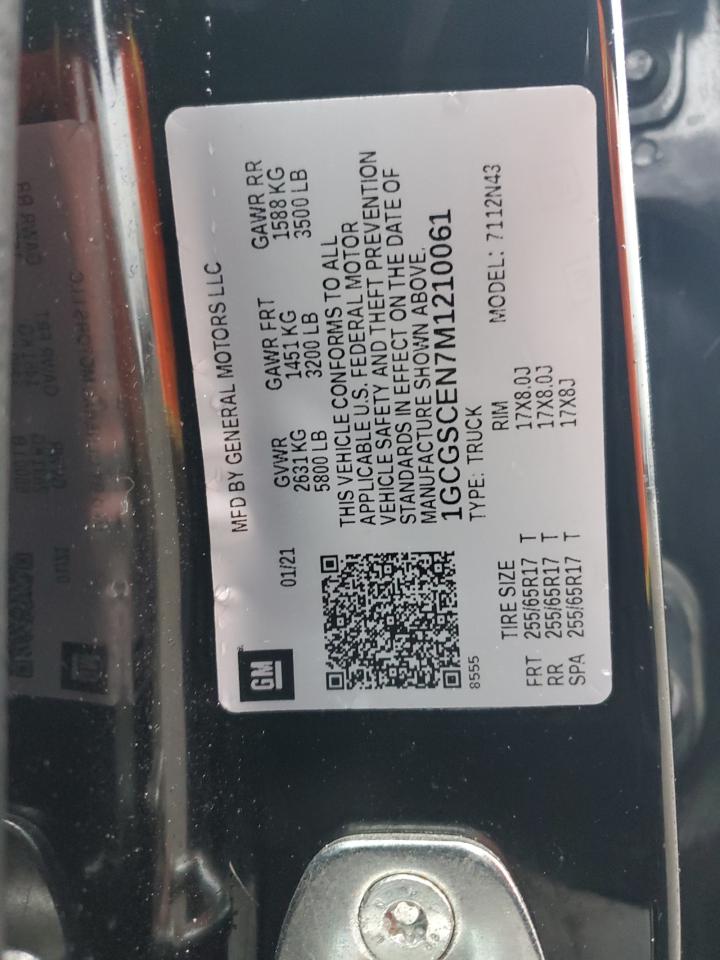 GM
MFD BY GENERAL MOTORS LLC
01/21
GVWR GAWR FRT GAWR RR
2631 KG 1451 KG 1588 KG
5800 LB 3200 LB 3500 LB
THIS VEHICLE CONFORMS TO ALL
APPLICABLE U.S. FEDERAL MOTOR
VEHICLE SAFETY AND THEFT PREVENTION
STANDARDS IN EFFECT ON THE DATE OF
MANUFACTURE SHOWN ABOVE.
1GCGSCEN7M1210061
8555 TYPE: TRUCK MODEL: 7112N43
TIRE SIZE RIM
FRT 255/65R17 T 17X8.0J
RR 255/65R17 T 17X8.0J
SPA 255/65R17 T 17X8J